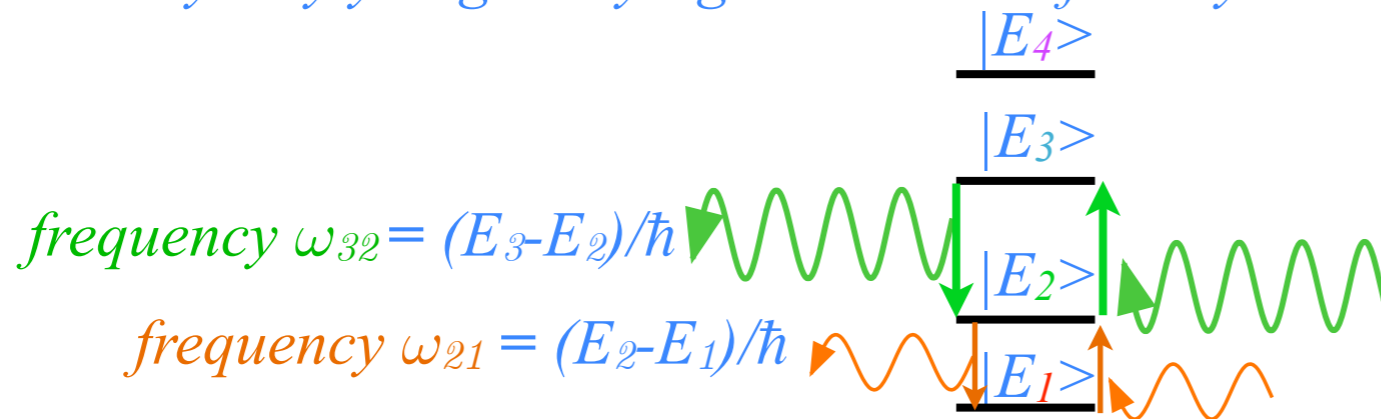 |E4>
|E3>
frequency ω32 = (E3-E2)/ħ
|E2>
frequency ω21 = (E2-E1)/ħ
|E1>